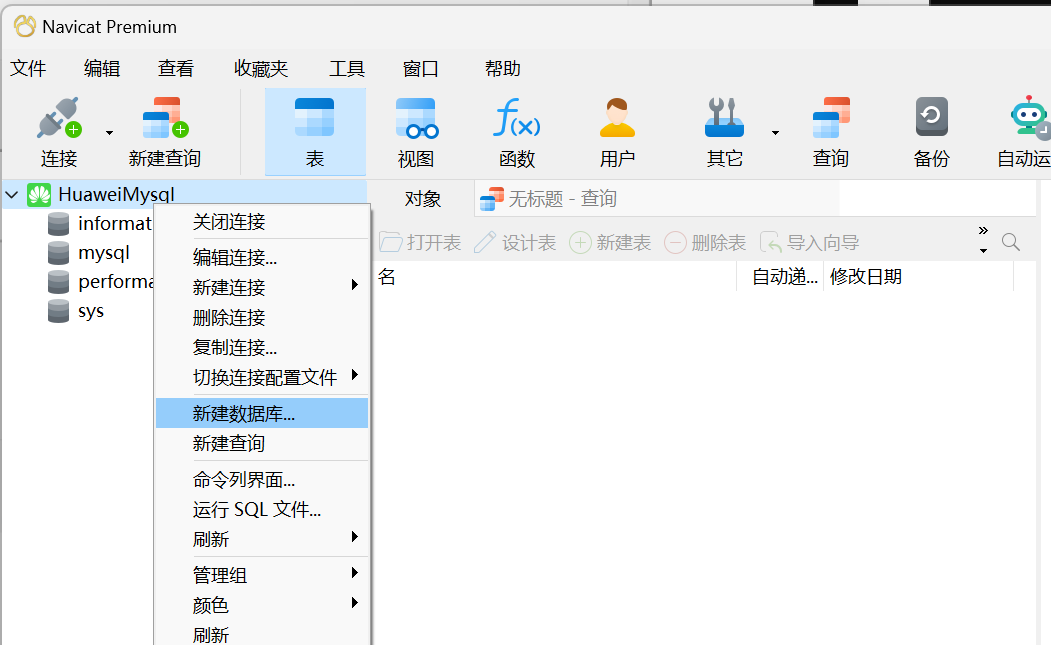 Navicat Premium
文件 编辑 查看 收藏夹 工具 窗口 帮助
连接 新建查询 表 视图 函数 用户 其它 查询 备份 自动运
HuaweiMysql
informat
mysql
performa
sys
关闭连接
编辑连接...
新建连接
删除连接
复制连接...
切换连接配置文件
新建数据库...
新建查询
命令列界面...
运行 SQL 文件...
刷新
管理组
颜色
刷新
对象 无标题 - 查询
打开表 设计表 新建表 删除表 导入向导 »
名 自动递... 修改日期